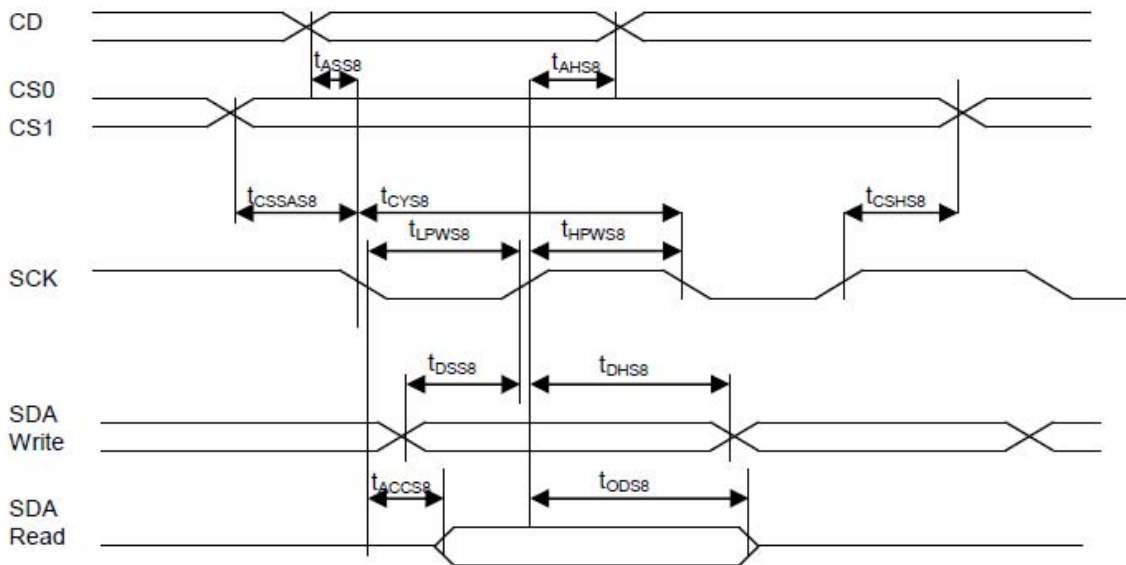 CD
tASS8 tAHS8
CS0
CS1
tCSSAS8 tCYS8 tCSHS8
tLPWS8 tHPWS8
SCK
tDSS8 tDHS8
SDA
Write
tACCS8 tODS8
SDA
Read